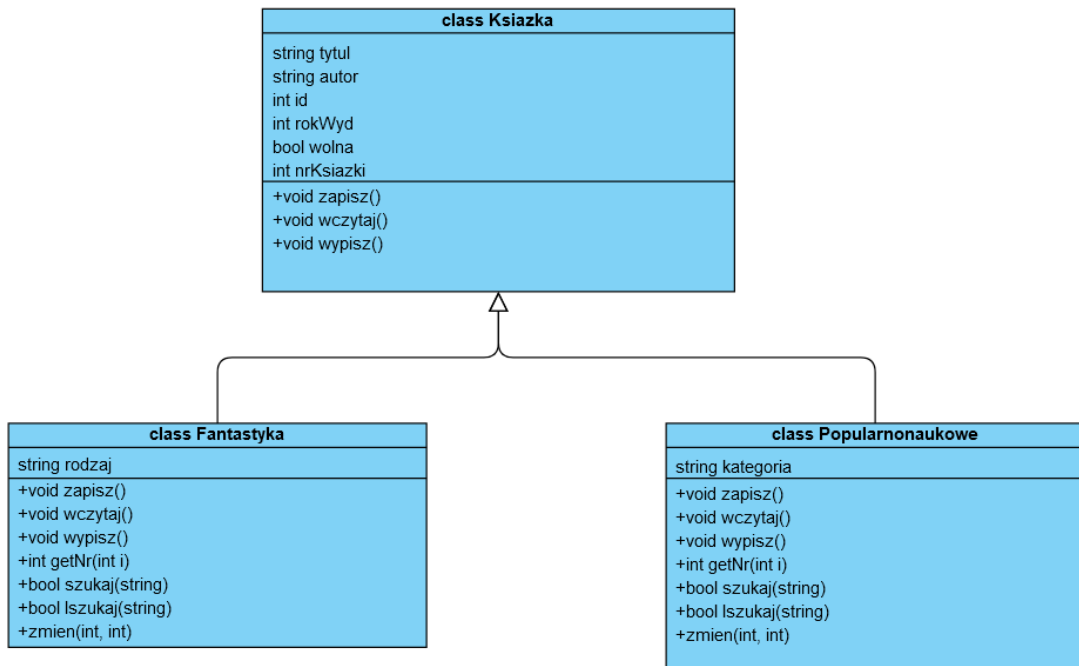 class Ksiazka
string tytul
string autor
int id
int rokWyd
bool wolna
int nrKsiazki
+void zapisz()
+void wczytaj()
+void wypisz()
class Fantastyka
string rodzaj
+void zapisz()
+void wczytaj()
+void wypisz()
+int getNr(int i)
+bool szukaj(string)
+bool lszukaj(string)
+zmien(int, int)
class Popularnonaukowe
string kategoria
+void zapisz()
+void wczytaj()
+void wypisz()
+int getNr(int i)
+bool szukaj(string)
+bool lszukaj(string)
+zmien(int, int)